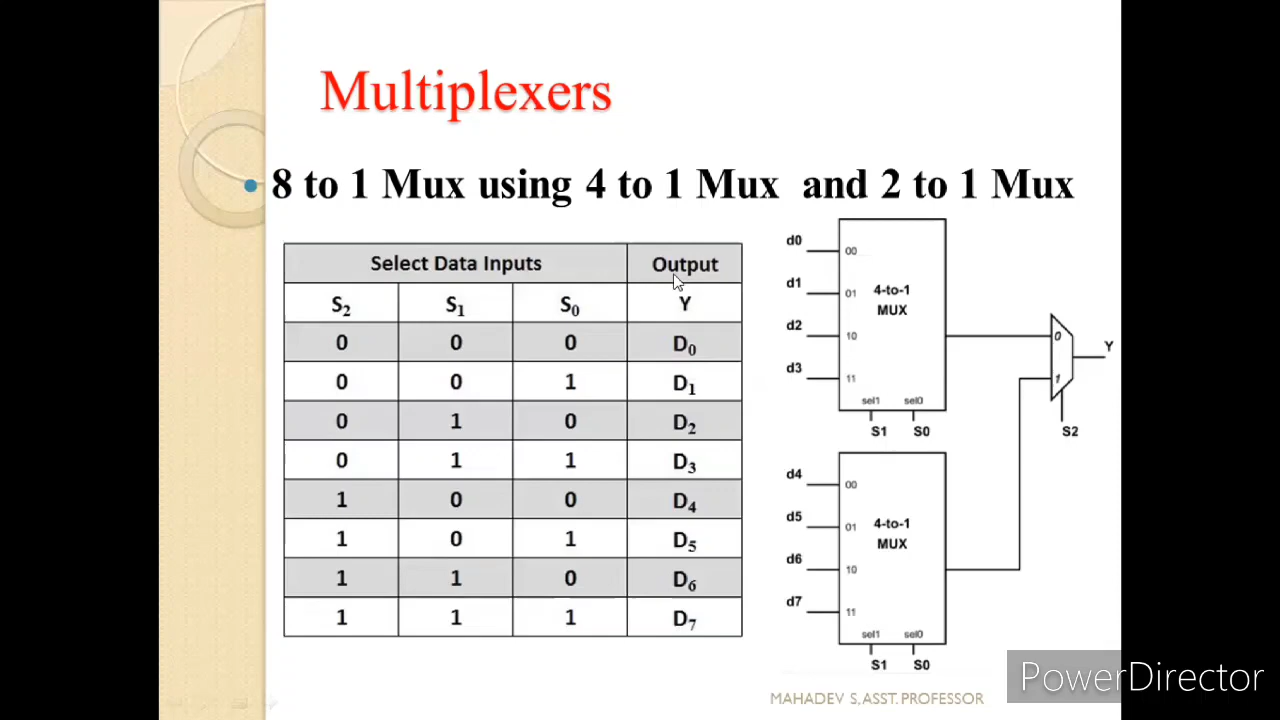 Multiplexers
8 to 1 Mux using 4 to 1 Mux and 2 to 1 Mux
Select Data Inputs Output
S2 S1 S0 Y
0 0 0 D0
0 0 1 D1
0 1 0 D2
0 1 1 D3
1 0 0 D4
1 0 1 D5
1 1 0 D6
1 1 1 D7
d0 00
d1 01
4-to-1
MUX
d2 10
d3 11
sel1 sel0
S1 S0
0
1
Y
S2
d4 00
d5 01
4-to-1
MUX
d6 10
d7 11
sel1 sel0
S1 S0
MAHADEV S, ASST. PROFESSOR
PowerDirector